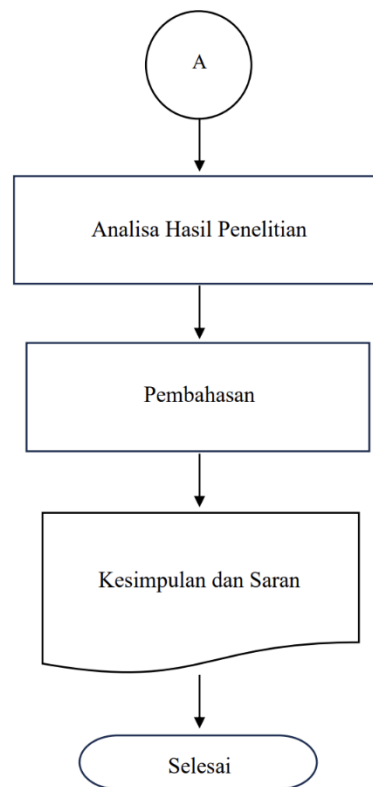 A
Analisa Hasil Penelitian
Pembahasan
Kesimpulan dan Saran
Selesai